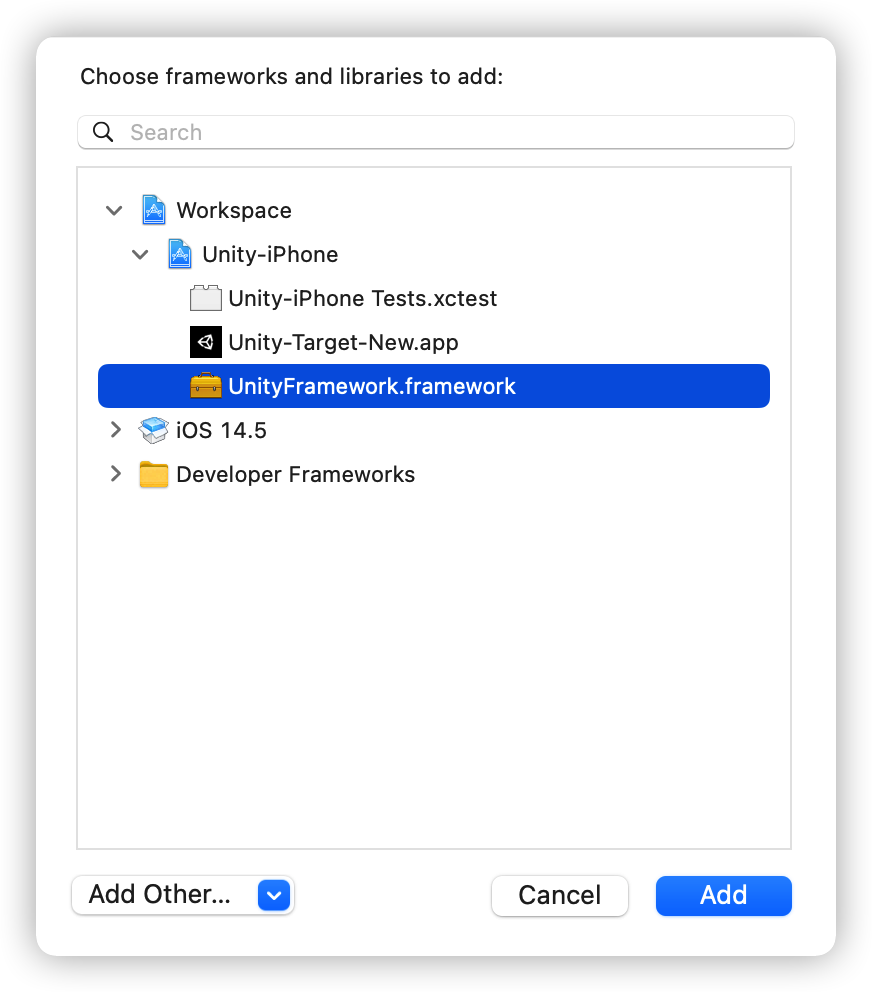 Choose frameworks and libraries to add:
Search
Workspace
Unity-iPhone
Unity-iPhone Tests.xctest
Unity-Target-New.app
UnityFramework.framework
iOS 14.5
Developer Frameworks
Add Other...
Cancel
Add